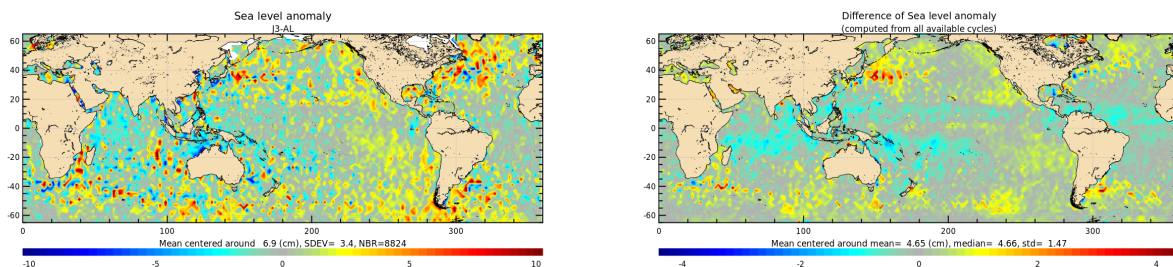 Sea level anomaly
J3-AL
60
40
20
0
-20
-40
-60
0 100 200 300
Mean centered around 6.9 (cm), SDEV= 3.4, NBR=8824
-10 -5 0 5 10
Difference of Sea level anomaly
(computed from all available cycles)
60
40
20
0
-20
-40
-60
0 100 200 300
Mean centered around mean= 4.65 (cm), median= 4.66, std= 1.47
-4 -2 0 2 4